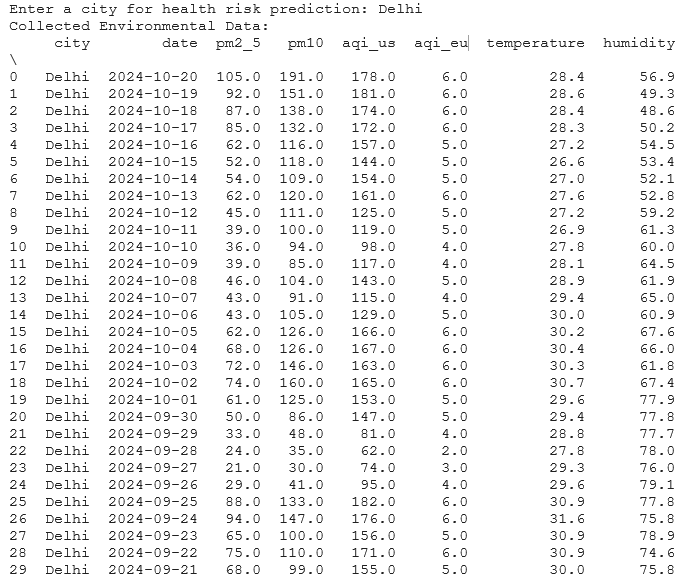 Enter a city for health risk prediction: Delhi
Collected Environmental Data:
city date pm2_5 pm10 aqi_us aqi_eu temperature humidity
\
0 Delhi 2024-10-20 105.0 191.0 178.0 6.0 28.4 56.9
1 Delhi 2024-10-19 92.0 151.0 181.0 6.0 28.6 49.3
2 Delhi 2024-10-18 87.0 138.0 174.0 6.0 28.4 48.6
3 Delhi 2024-10-17 85.0 132.0 172.0 6.0 28.3 50.2
4 Delhi 2024-10-16 62.0 116.0 157.0 5.0 27.2 54.5
5 Delhi 2024-10-15 52.0 118.0 144.0 5.0 26.6 53.4
6 Delhi 2024-10-14 54.0 109.0 154.0 5.0 27.0 52.1
7 Delhi 2024-10-13 62.0 120.0 161.0 6.0 27.6 52.8
8 Delhi 2024-10-12 45.0 111.0 125.0 5.0 27.2 59.2
9 Delhi 2024-10-11 39.0 100.0 119.0 5.0 26.9 61.3
10 Delhi 2024-10-10 36.0 94.0 98.0 4.0 27.8 60.0
11 Delhi 2024-10-09 39.0 85.0 117.0 4.0 28.1 64.5
12 Delhi 2024-10-08 46.0 104.0 143.0 5.0 28.9 61.9
13 Delhi 2024-10-07 43.0 91.0 115.0 4.0 29.4 65.0
14 Delhi 2024-10-06 43.0 105.0 129.0 5.0 30.0 60.9
15 Delhi 2024-10-05 62.0 126.0 166.0 6.0 30.2 67.6
16 Delhi 2024-10-04 68.0 126.0 167.0 6.0 30.4 66.0
17 Delhi 2024-10-03 72.0 146.0 163.0 6.0 30.3 61.8
18 Delhi 2024-10-02 74.0 160.0 165.0 6.0 30.7 67.4
19 Delhi 2024-10-01 61.0 125.0 153.0 5.0 29.6 77.9
20 Delhi 2024-09-30 50.0 86.0 147.0 5.0 29.4 77.8
21 Delhi 2024-09-29 33.0 48.0 81.0 4.0 28.8 77.7
22 Delhi 2024-09-28 24.0 35.0 62.0 2.0 27.8 78.0
23 Delhi 2024-09-27 21.0 30.0 74.0 3.0 29.3 76.0
24 Delhi 2024-09-26 29.0 41.0 95.0 4.0 29.6 79.1
25 Delhi 2024-09-25 88.0 133.0 182.0 6.0 30.9 77.8
26 Delhi 2024-09-24 94.0 147.0 176.0 6.0 31.6 75.8
27 Delhi 2024-09-23 65.0 100.0 156.0 5.0 30.9 78.9
28 Delhi 2024-09-22 75.0 110.0 171.0 6.0 30.9 74.6
29 Delhi 2024-09-21 68.0 99.0 155.0 5.0 30.0 75.8